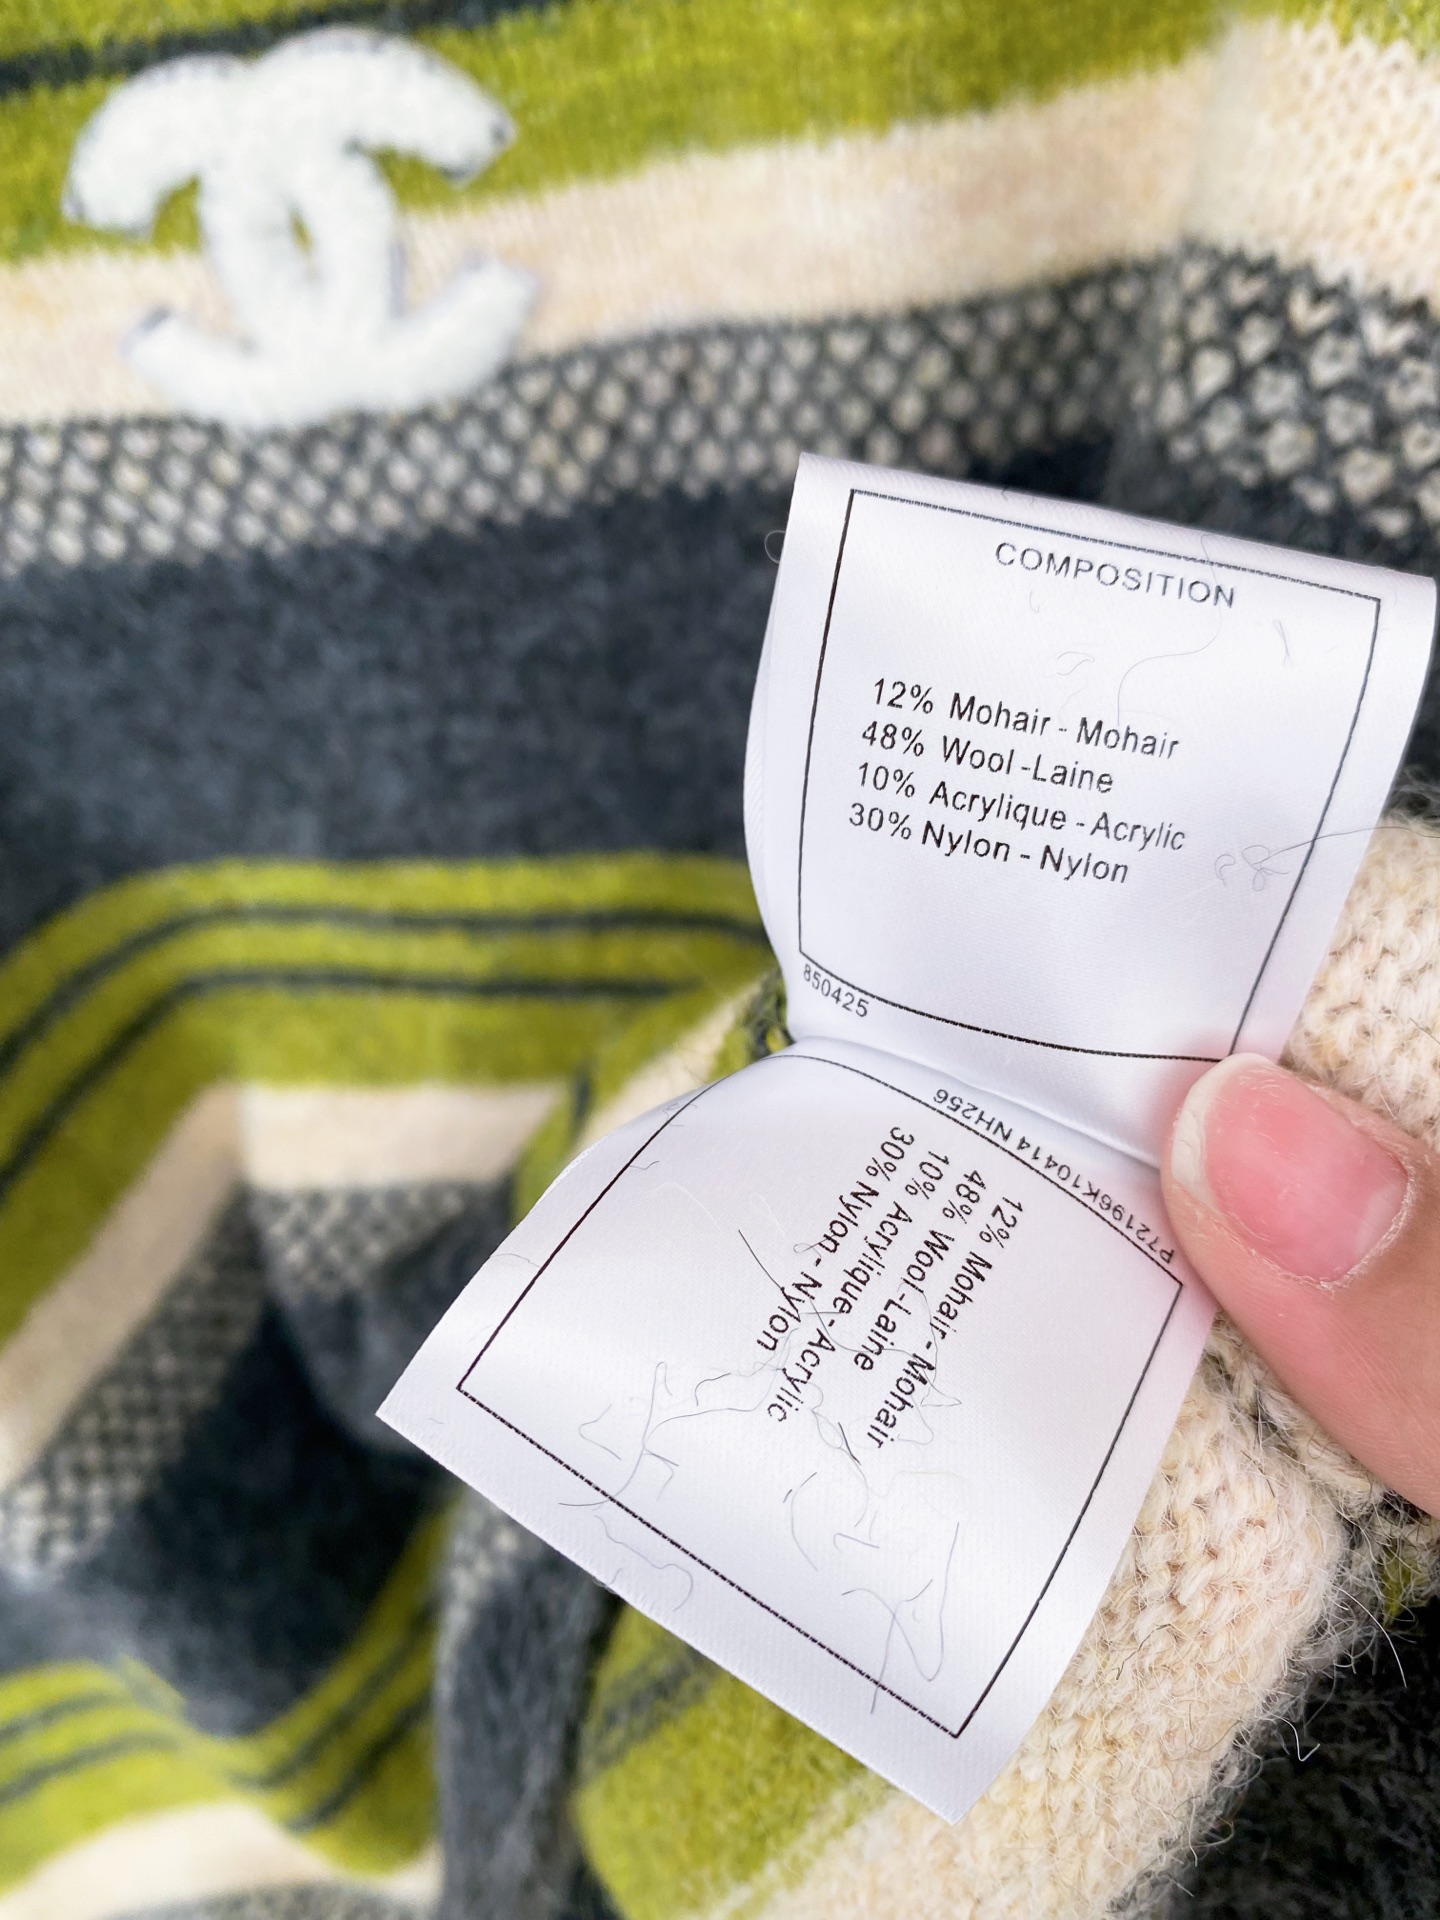 COMPOSITION
12% Mohair - Mohair
48% Wool -Laine
10% Acrylique - Acrylic
30% Nylon - Nylon
850425
P72196K10414 NH256
12% Mohair - Mohair
48% Wool -Laine
10% Acrylique - Acrylic
30% Nylon - Nylon